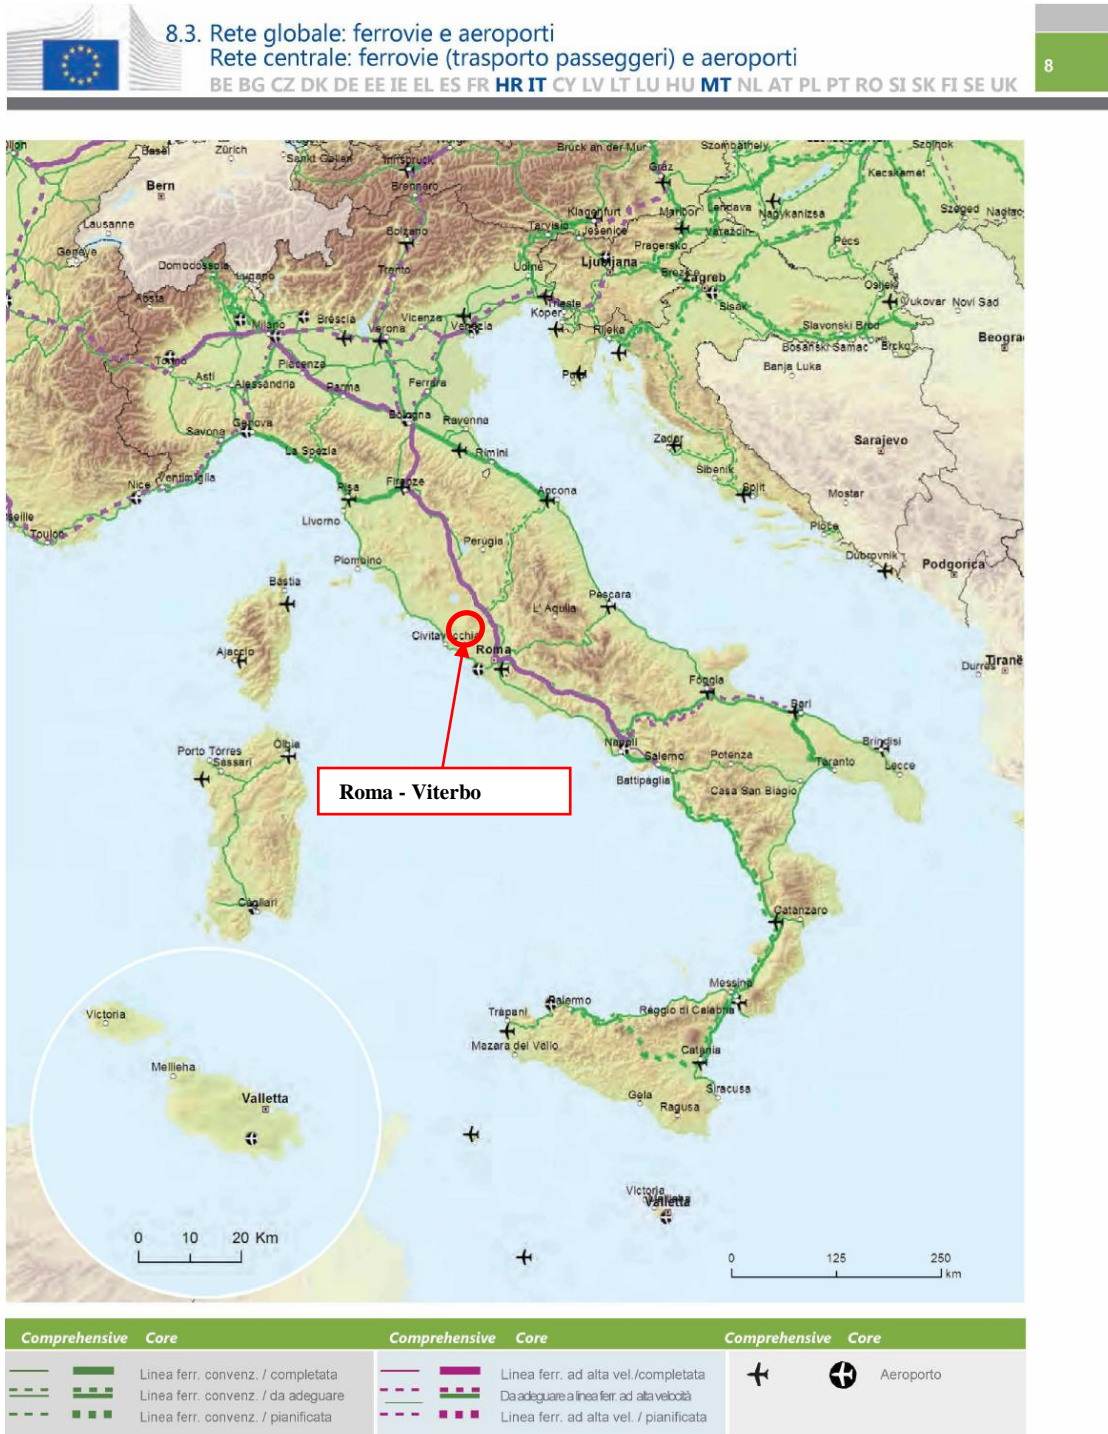 8.3. Rete globale: ferrovie e aeroporti
Rete centrale: ferrovie (trasporto passeggeri) e aeroporti
BE BG CZ DK DE EE IE EL ES FR HR IT CY LV LT LU HU MT NL AT PL PT RO SI SK FI SE UK
8
Basel
Zürich
Sankt Gallen
Innsbruck
Bruck an der Mur
Szombathely
Szolnok
Bern
Brennero
Graz
Kecskemét
Lausanne
Bolzano
Klagenfurt
Maribor
Lendava
Nagykanizsa
Szeged
Tarvisio
Jesenice
Varaždin
Genève
Pragersko
Pécs
Domodossola
Lugano
Trento
Udine
Ljubljana
Zagreb
Osijek
Aosta
Trieste
Sisak
Vukovar
Novi Sad
Milano
Brescia
Verona
Vicenza
Venezia
Koper
Rijeka
Slavonski Brod
Torino
Piacenza
Bosanski Samac
Brcko
Beograd
Asti
Alessandria
Parma
Ferrara
Banja Luka
Bologna
Ravenna
Savona
Genova
La Spezia
Rimini
Zadar
Sarajevo
Nice
Ventimiglia
Pisa
Firenze
Ancona
Sibenik
Split
Mostar
Toulon
Livorno
Ploce
Perugia
Piombino
Dubrovnik
Podgorica
Bastia
L' Aquila
Pescara
Civitavecchia
Roma
Ajaccio
Durres
Tiranë
Foggia
Bari
Porto Torres
Olbia
Sassari
Napoli
Salerno
Potenza
Brindisi
Taranto
Lecce
Battipaglia
Casa San Biagio
Roma - Viterbo
Cagliari
Catanzaro
Messina
Reggio di Calabria
Palermo
Trapani
Mazara del Vallo
Catania
Siracusa
Gela
Ragusa
Victoria
Mellieha
Valletta
0 10 20 Km
Victoria
Valletta
0 125 250
km
Comprehensive Core
Linea ferr. convenz. / completata
Linea ferr. convenz. / da adeguare
Linea ferr. convenz. / pianificata
Comprehensive Core
Linea ferr. ad alta vel./completata
Da adeguare a linea ferr. ad alta velocità
Linea ferr. ad alta vel. / pianificata
Comprehensive Core
Aeroporto